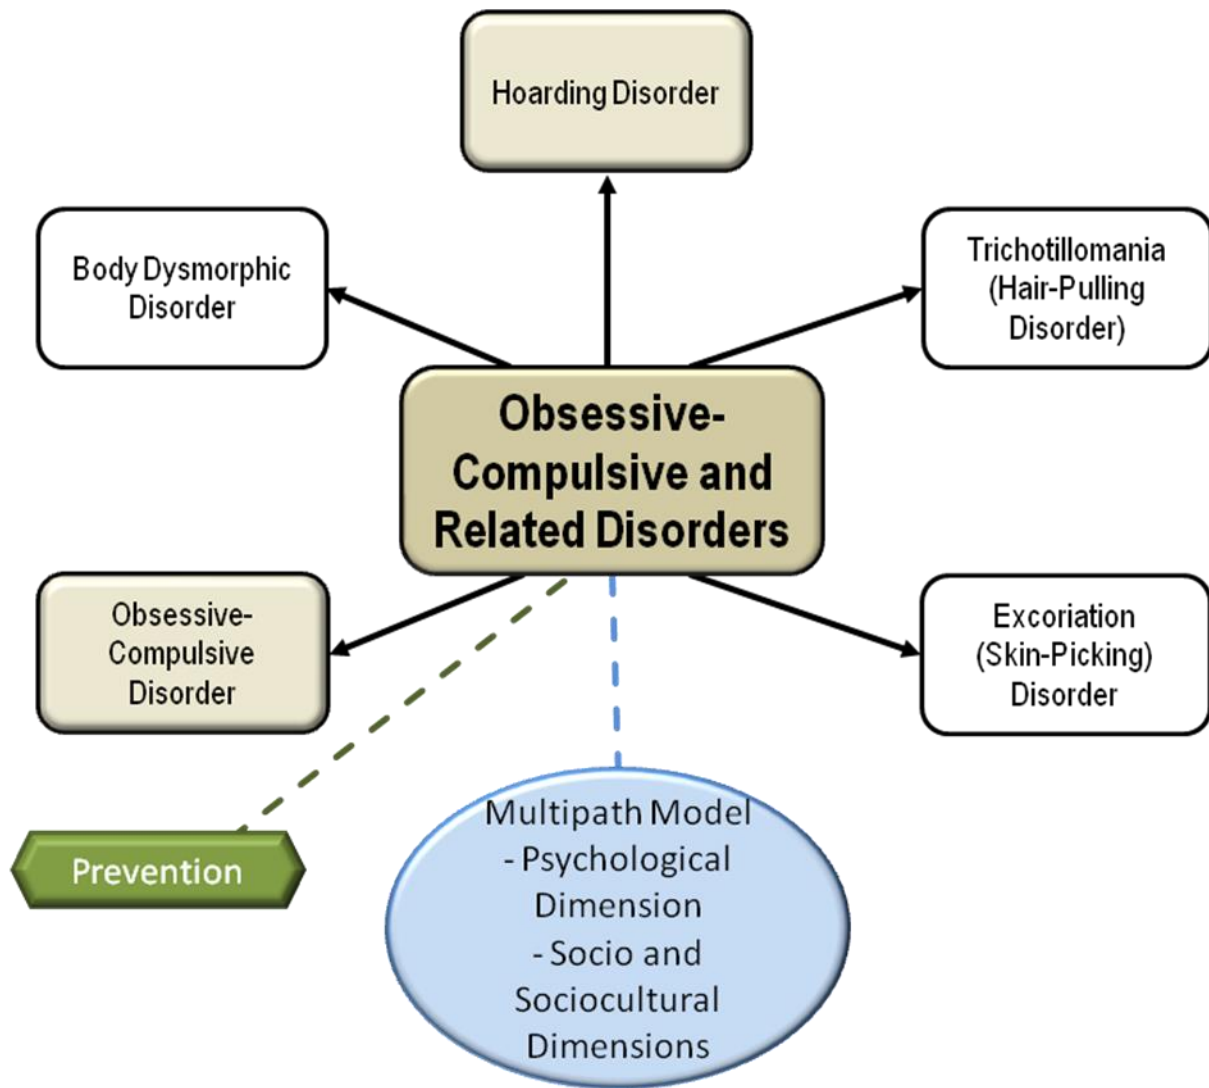 Hoarding Disorder
Body Dysmorphic
Disorder
Trichotillomania
(Hair-Pulling
Disorder)
Obsessive-
Compulsive and
Related Disorders
Obsessive-
Compulsive
Disorder
Excoriation
(Skin-Picking)
Disorder
Prevention
Multipath Model
- Psychological
Dimension
- Socio and
Sociocultural
Dimensions